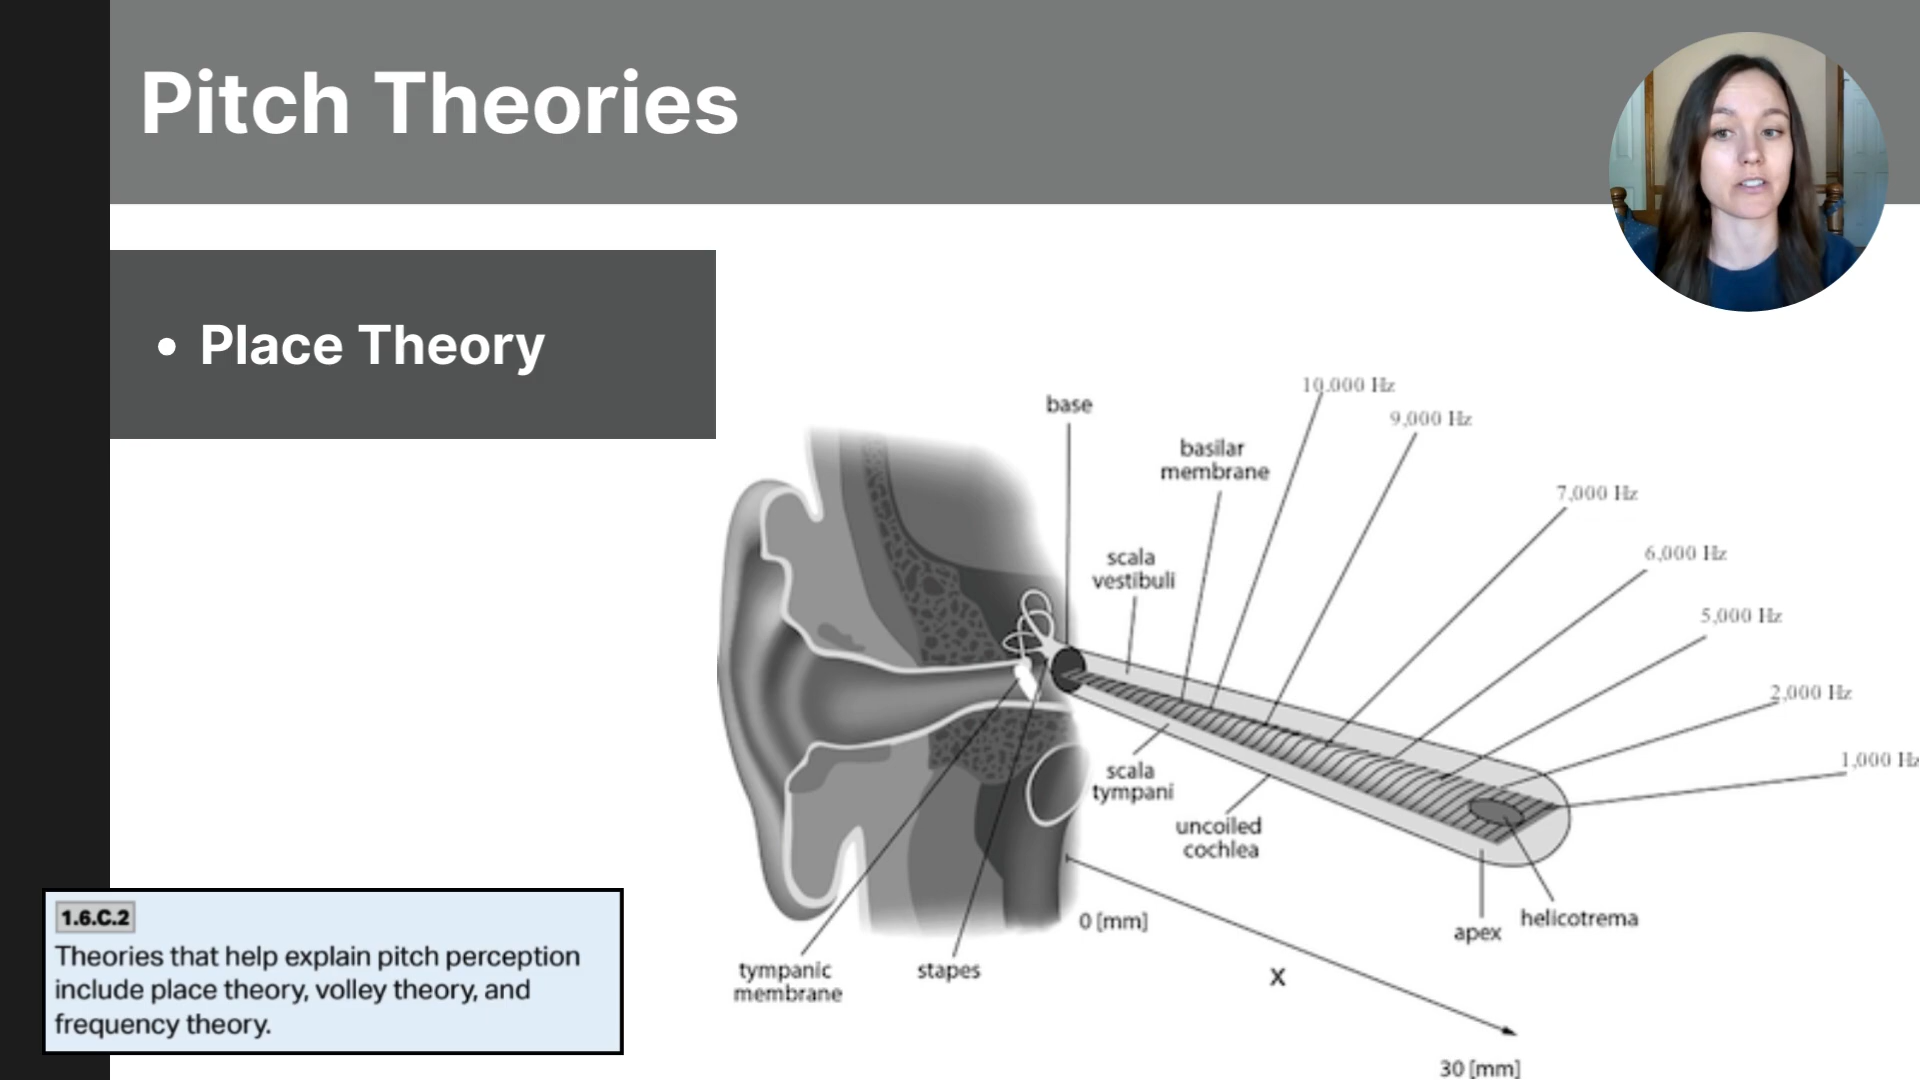 Pitch Theories
• Place Theory
base
basilar
membrane
10,000 Hz
9,000 Hz
7,000 Hz
6,000 Hz
5,000 Hz
2,000 Hz
1,000 Hz
scala
vestibuli
scala
tympani
uncoiled
cochlea
apex
helicotrema
0 [mm]
x
30 [mm]
tympanic
membrane
stapes
1.6.C.2
Theories that help explain pitch perception
include place theory, volley theory, and
frequency theory.